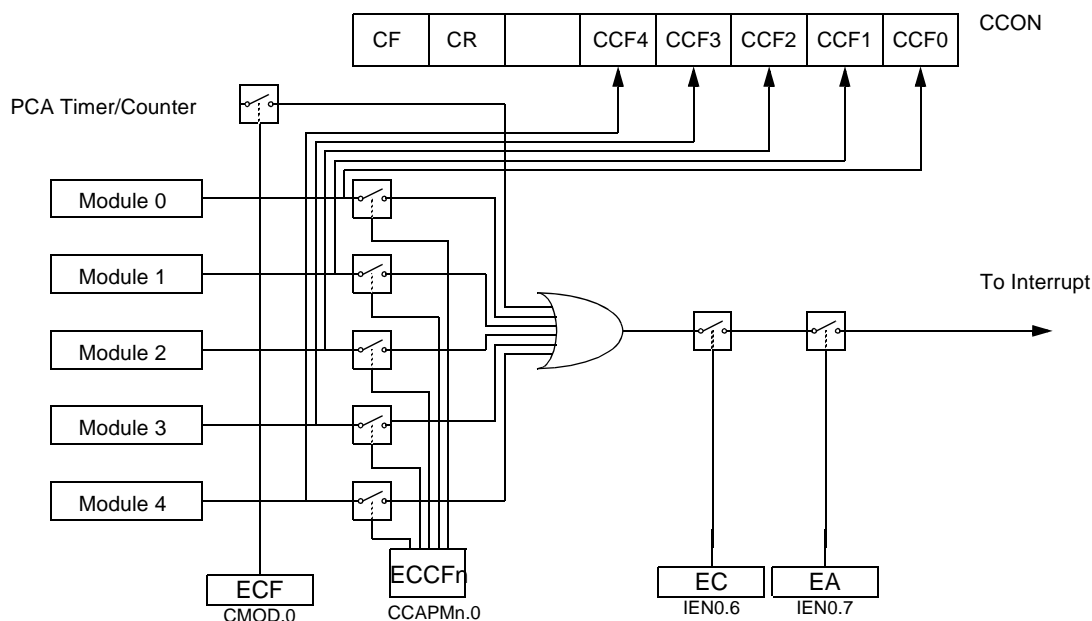 CCON
CF CR CCF4 CCF3 CCF2 CCF1 CCF0
PCA Timer/Counter
Module 0
Module 1
To Interrupt
Module 2
Module 3
Module 4
ECCFn
ECF
EC
EA
CMOD.0
CCAPMn.0
IEN0.6
IEN0.7